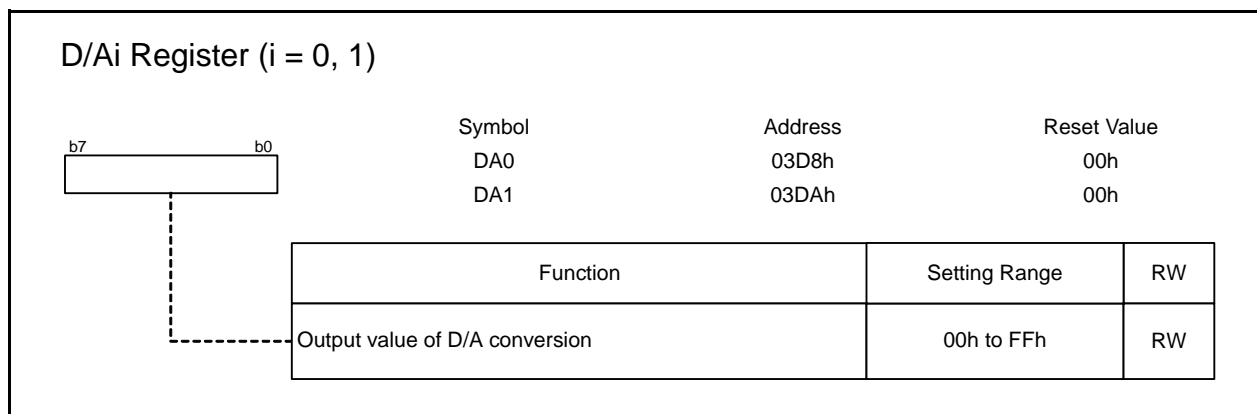 D/Ai Register (i = 0, 1)
Symbol Address Reset Value
b7 b0
DA0 03D8h 00h
DA1 03DAh 00h
Function Setting Range RW
Output value of D/A conversion 00h to FFh RW